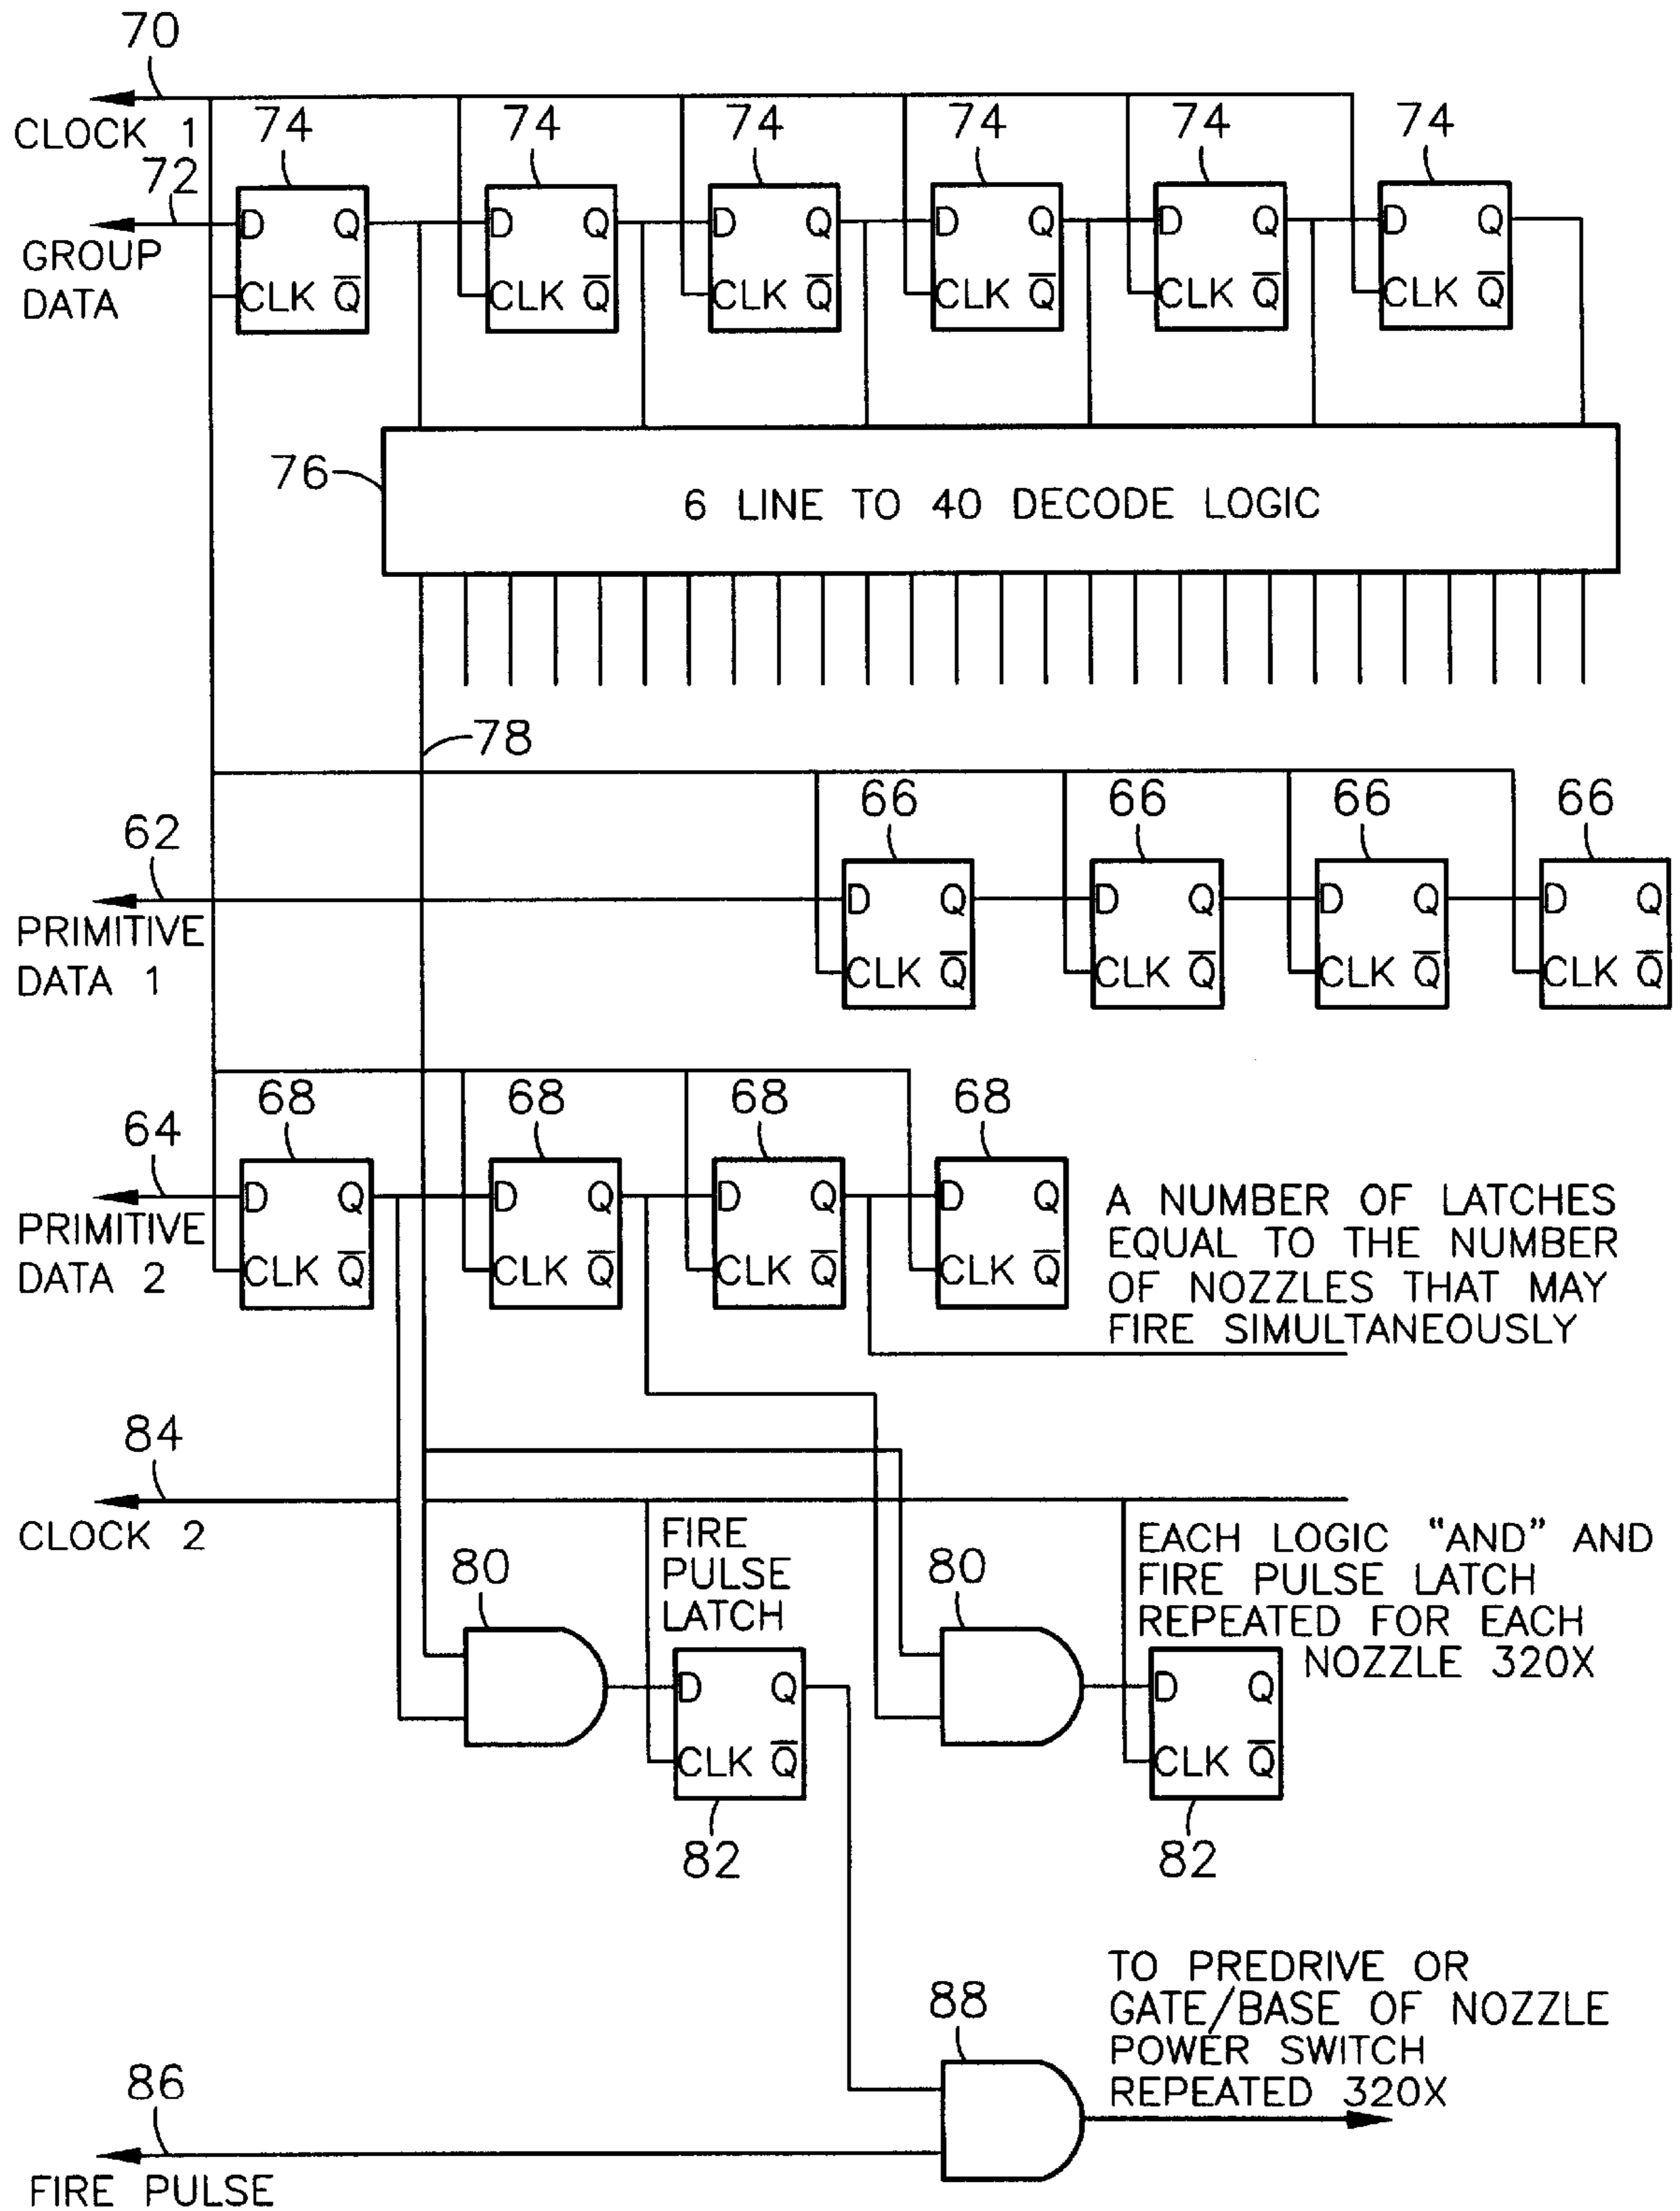 70
CLOCK 1
74 74 74 74 74 74
72
GROUP
DATA
D Q D Q D Q D Q D Q D Q
CLK Q̅ CLK Q̅ CLK Q̅ CLK Q̅ CLK Q̅ CLK Q̅
76
6 LINE TO 40 DECODE LOGIC
78
62
PRIMITIVE
DATA 1
66 66 66 66
D Q D Q D Q D Q
CLK Q̅ CLK Q̅ CLK Q̅ CLK Q̅
64
PRIMITIVE
DATA 2
68 68 68 68
D Q D Q D Q D Q
CLK Q̅ CLK Q̅ CLK Q̅ CLK Q̅
A NUMBER OF LATCHES
EQUAL TO THE NUMBER
OF NOZZLES THAT MAY
FIRE SIMULTANEOUSLY
84
CLOCK 2
80
FIRE
PULSE
LATCH
80
EACH LOGIC "AND" AND
FIRE PULSE LATCH
REPEATED FOR EACH
NOZZLE 320X
D Q D Q
CLK Q̅ CLK Q̅
82 82
88
TO PREDRIVE OR
GATE/BASE OF NOZZLE
POWER SWITCH
REPEATED 320X
86
FIRE PULSE